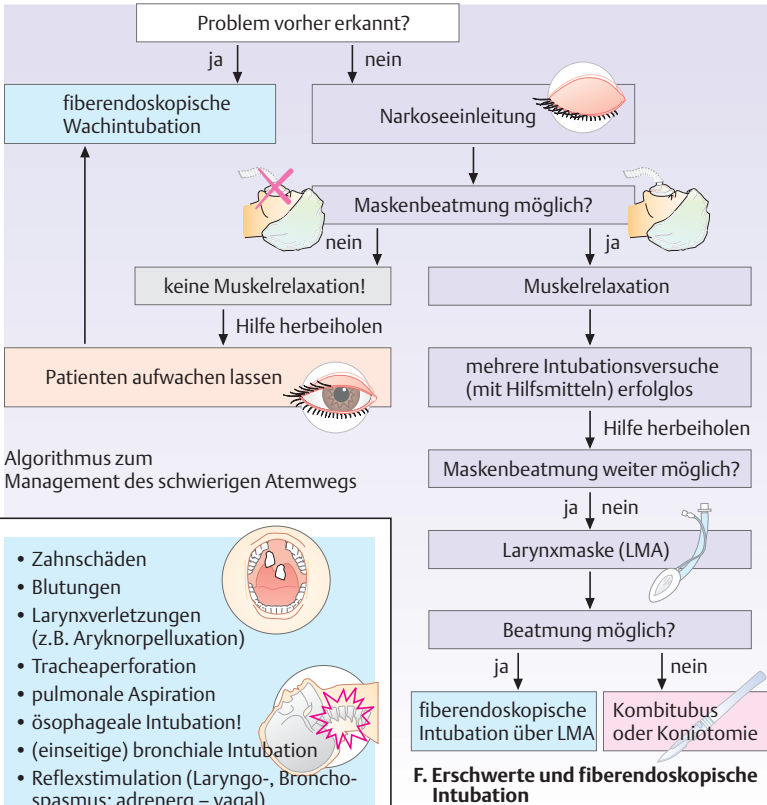 Problem vorher erkannt?
ja
nein
fiberendoskopische
Wachintubation
Narkoseeinleitung
Maskenbeatmung möglich?
nein
ja
keine Muskelrelaxation!
Muskelrelaxation
Hilfe herbeiholen
Patienten aufwachen lassen
mehrere Intubationsversuche
(mit Hilfsmitteln) erfolglos
Hilfe herbeiholen
Algorithmus zum
Management des schwierigen Atemwegs
Maskenbeatmung weiter möglich?
ja
nein
Larynxmaske (LMA)
Beatmung möglich?
ja
nein
fiberendoskopische
Intubation über LMA
Kombitubus
oder Koniotomie
F. Erschwerte und fiberendoskopische
Intubation
• Zahnschäden
• Blutungen
• Larynxverletzungen
(z.B. Aryknorpelluxation)
• Tracheaperforation
• pulmonale Aspiration
• ösophageale Intubation!
• (einseitige) bronchiale Intubation
• Reflexstimulation (Laryngo-, Broncho-
spasmus; adrenerg – vagal)